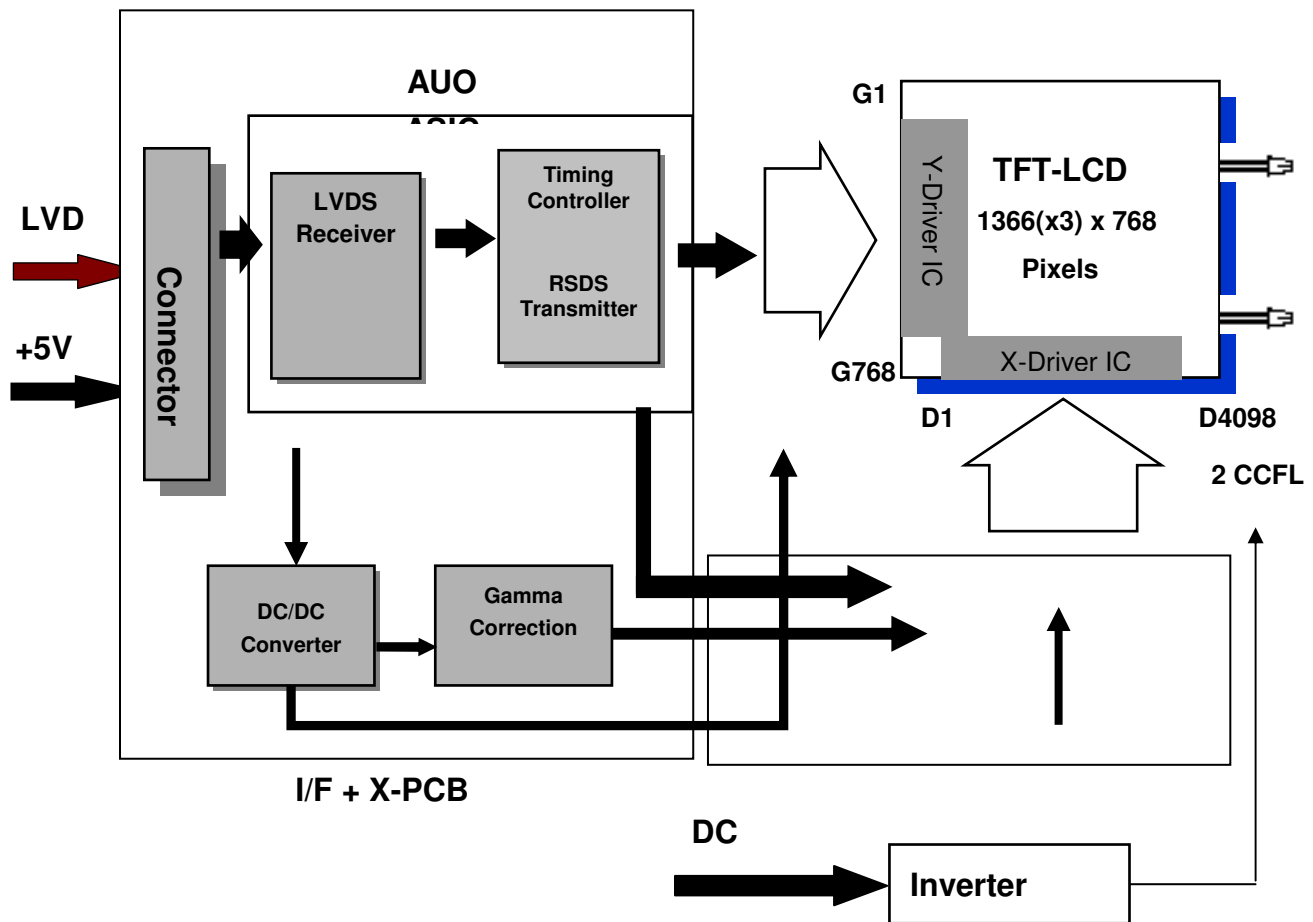 AUO
G1
LVDS
Receiver
Timing
Controller
RSDS
Transmitter
LVD
+5V
Connector
Y-Driver IC
TFT-LCD
1366(x3) x 768
Pixels
X-Driver IC
G768
D1
D4098
2 CCFL
DC/DC
Converter
Gamma
Correction
I/F + X-PCB
DC
Inverter